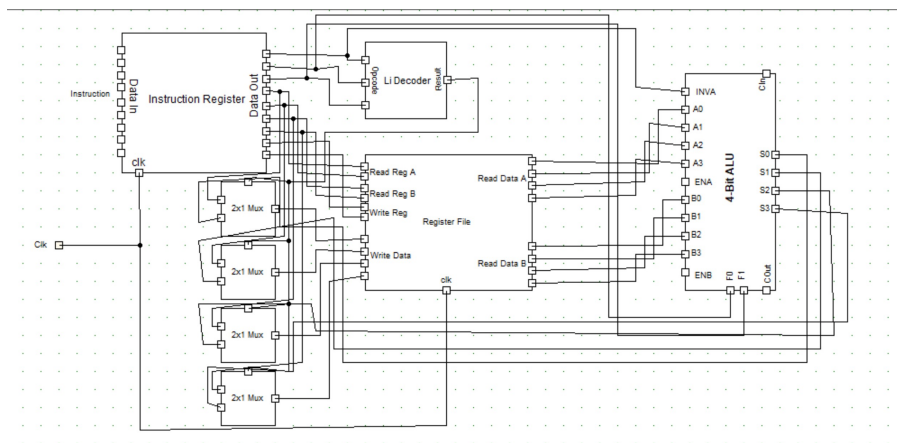 Instruction
Data In
Instruction Register
Data Out
clk
Opcode
Li Decoder
Result
CIn
INVA
A0
A1
A2
A3
ENA
B0
B1
B2
B3
ENB
4-Bit ALU
S0
S1
S2
S3
F0
F1
COut
Read Reg A
Read Reg B
Write Reg
Write Data
Register File
Read Data A
Read Data B
clk
2x1 Mux
2x1 Mux
2x1 Mux
2x1 Mux
Clk